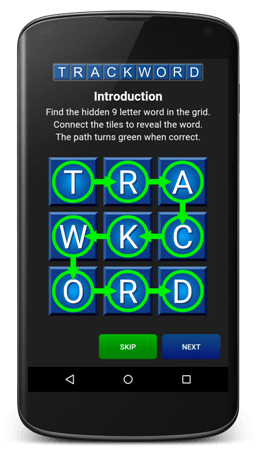 TRACKWORD
Introduction
Find the hidden 9 letter word in the grid.
Connect the tiles to reveal the word.
The path turns green when correct.
T R A
W K C
O R D
SKIP NEXT